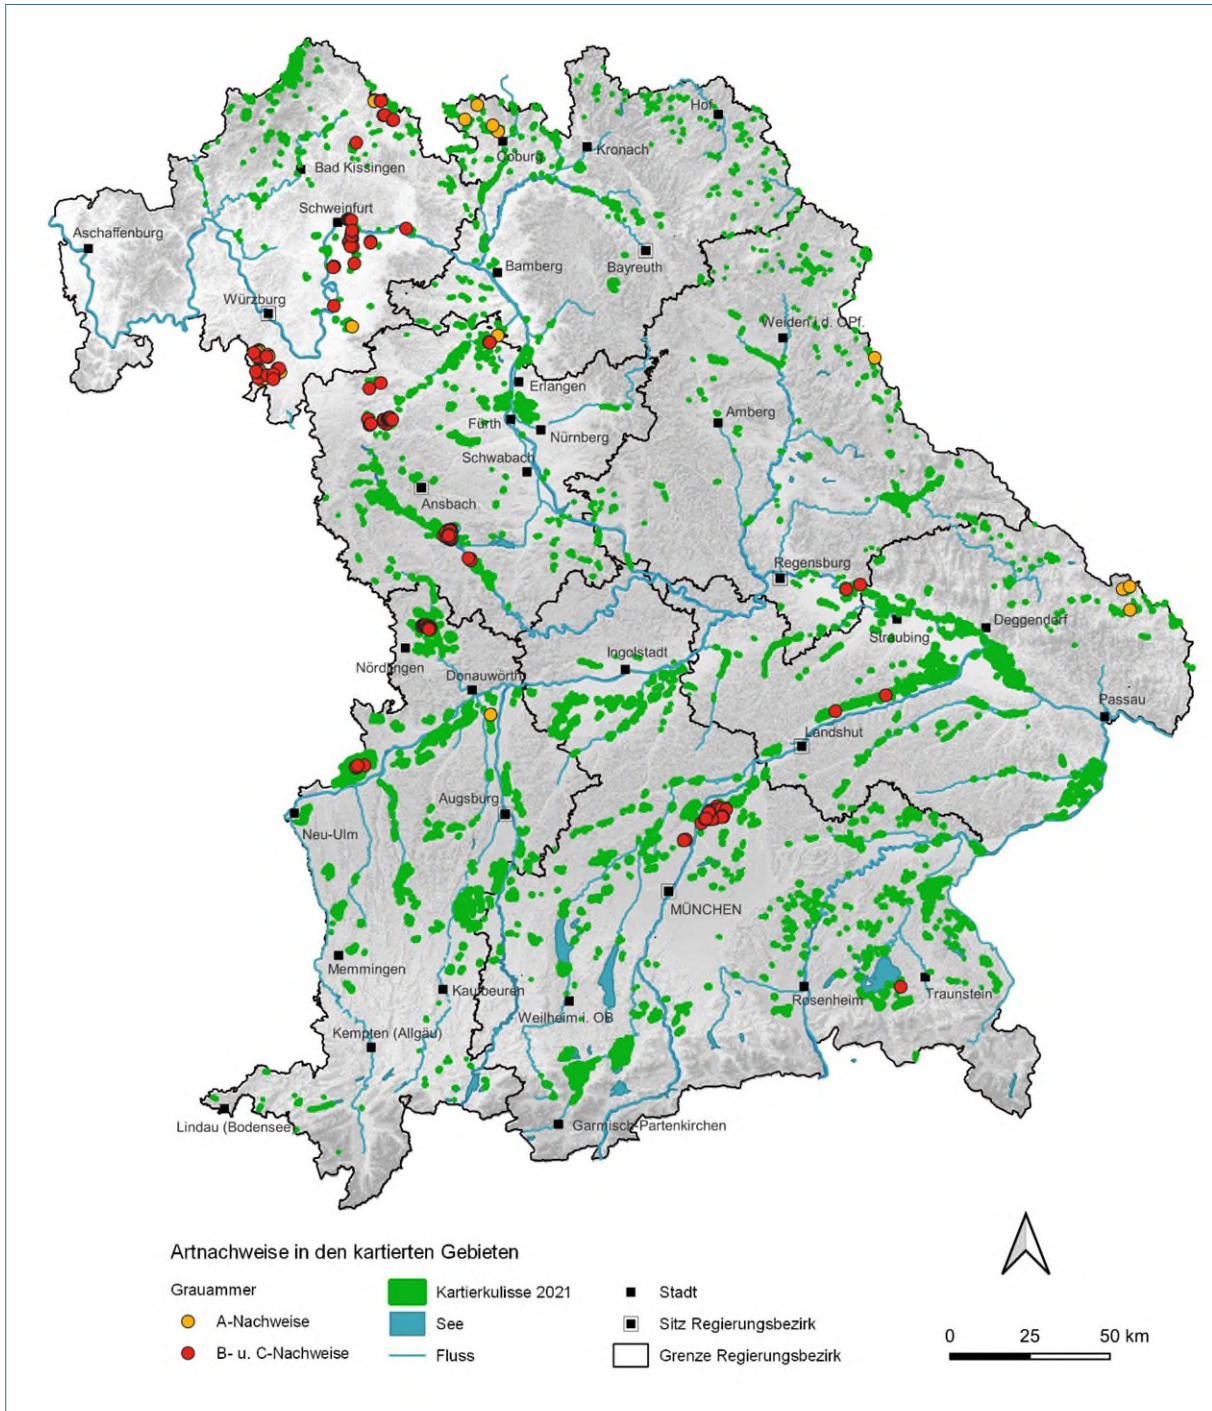 Hof
Coburg
Kronach
Bad Kissingen
Schweinfurt
Aschaffenburg
Bamberg
Bayreuth
Würzburg
Weiden i.d. OPf.
Erlangen
Amberg
Fürth
Nürnberg
Schwabach
Ansbach
Regensburg
Straubing
Deggendorf
Nördlingen
Ingolstadt
Donauwörth
Passau
Landshut
Augsburg
Neu-Ulm
MÜNCHEN
Memmingen
Kaufbeuren
Rosenheim
Traunstein
Weilheim i. OB
Kempten (Allgäu)
Lindau (Bodensee)
Garmisch-Partenkirchen
Artnachweise in den kartierten Gebieten
Grauammer
A-Nachweise
B- u. C-Nachweise
Kartierkulisse 2021
See
Fluss
Stadt
Sitz Regierungsbezirk
Grenze Regierungsbezirk
0 25 50 km